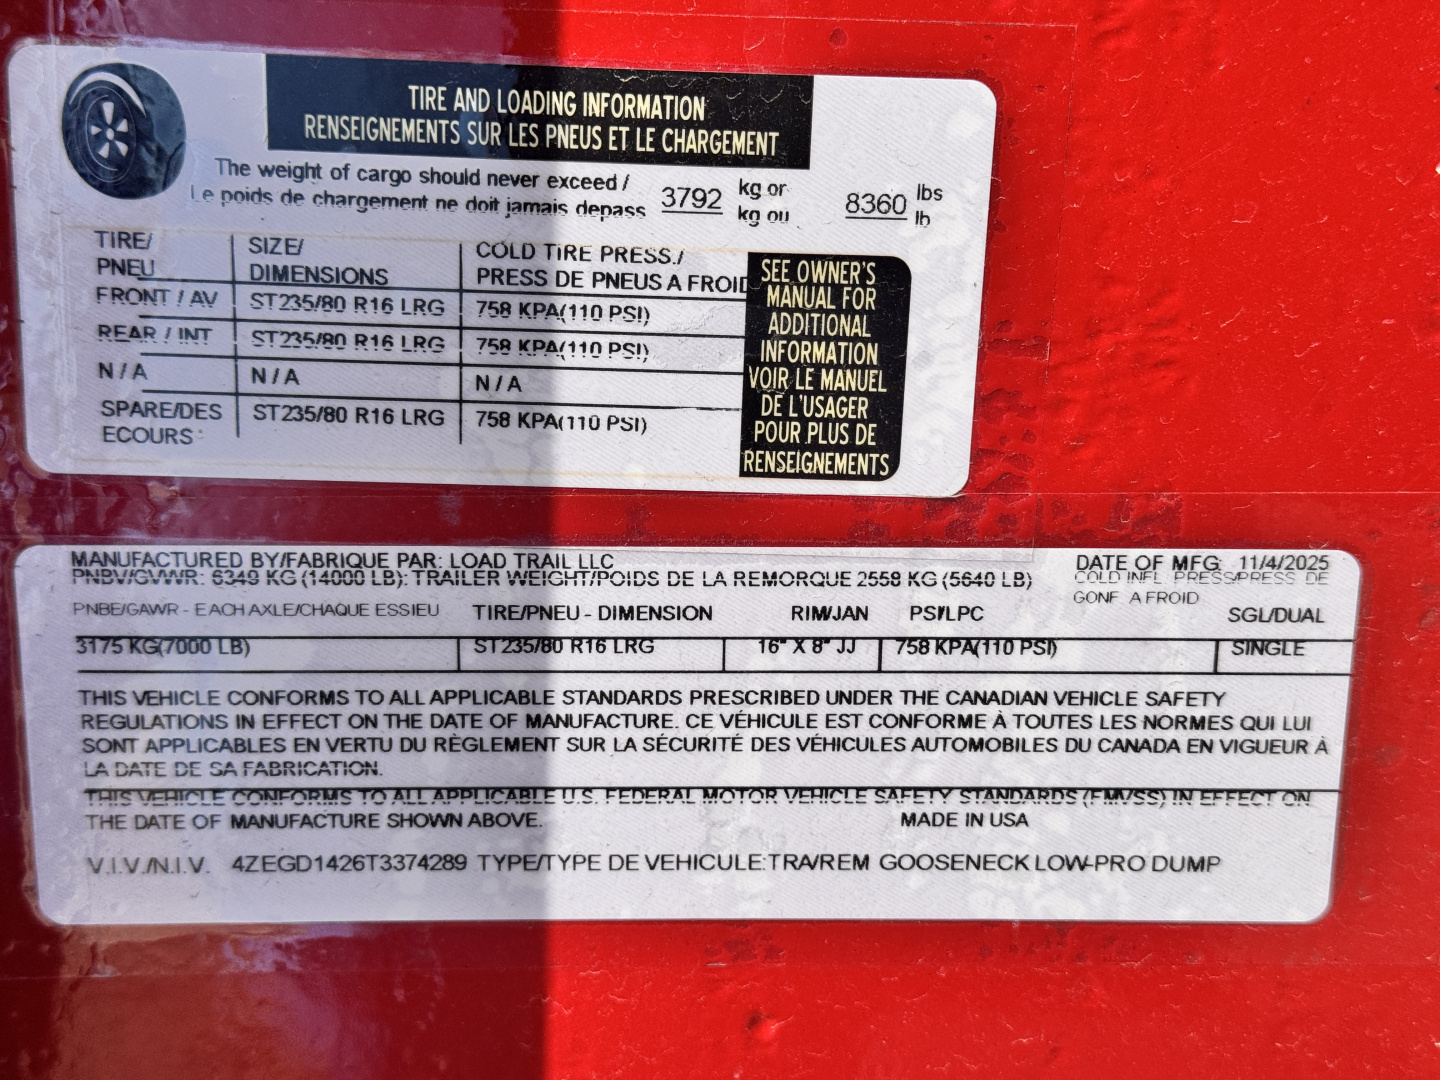 TIRE AND LOADING INFORMATION
RENSEIGNEMENTS SUR LES PNEUS ET LE CHARGEMENT
The weight of cargo should never exceed / 3792 kg or 8360 lbs
Le poids de chargement ne doit jamais depass kg ou lb
TIRE/ SIZE/ COLD TIRE PRESS./
PNEU DIMENSIONS PRESS DE PNEUS A FROID
FRONT / AV ST235/80 R16 LRG 758 KPA(110 PSI)
REAR / INT ST235/80 R16 LRG 758 KPA(110 PSI)
N / A N / A N / A
SPARE/DES ST235/80 R16 LRG 758 KPA(110 PSI)
ECOURS
SEE OWNER'S
MANUAL FOR
ADDITIONAL
INFORMATION
VOIR LE MANUEL
DE L'USAGER
POUR PLUS DE
RENSEIGNEMENTS
MANUFACTURED BY/FABRIQUE PAR: LOAD TRAIL LLC DATE OF MFG: 11/4/2025
PNBV/GVWR: 6349 KG (14000 LB): TRAILER WEIGHT/POIDS DE LA REMORQUE 2558 KG (5640 LB) COLD INFL. PRESS/PRESS DE
GONF A FROID
PNBE/GAWR - EACH AXLE/CHAQUE ESSIEU TIRE/PNEU - DIMENSION RIM/JAN PSI/LPC SGL/DUAL
3175 KG(7000 LB) ST235/80 R16 LRG 16" X 8" JJ 758 KPA(110 PSI) SINGLE
THIS VEHICLE CONFORMS TO ALL APPLICABLE STANDARDS PRESCRIBED UNDER THE CANADIAN VEHICLE SAFETY
REGULATIONS IN EFFECT ON THE DATE OF MANUFACTURE. CE VÉHICULE EST CONFORME À TOUTES LES NORMES QUI LUI
SONT APPLICABLES EN VERTU DU RÈGLEMENT SUR LA SÉCURITÉ DES VÉHICULES AUTOMOBILES DU CANADA EN VIGUEUR À
LA DATE DE SA FABRICATION.
THIS VEHICLE CONFORMS TO ALL APPLICABLE U.S. FEDERAL MOTOR VEHICLE SAFETY STANDARDS (FMVSS) IN EFFECT ON
THE DATE OF MANUFACTURE SHOWN ABOVE. MADE IN USA
V.I.V./N.I.V. 4ZEGD1426T3374289 TYPE/TYPE DE VEHICULE:TRA/REM GOOSENECK LOW-PRO DUMP